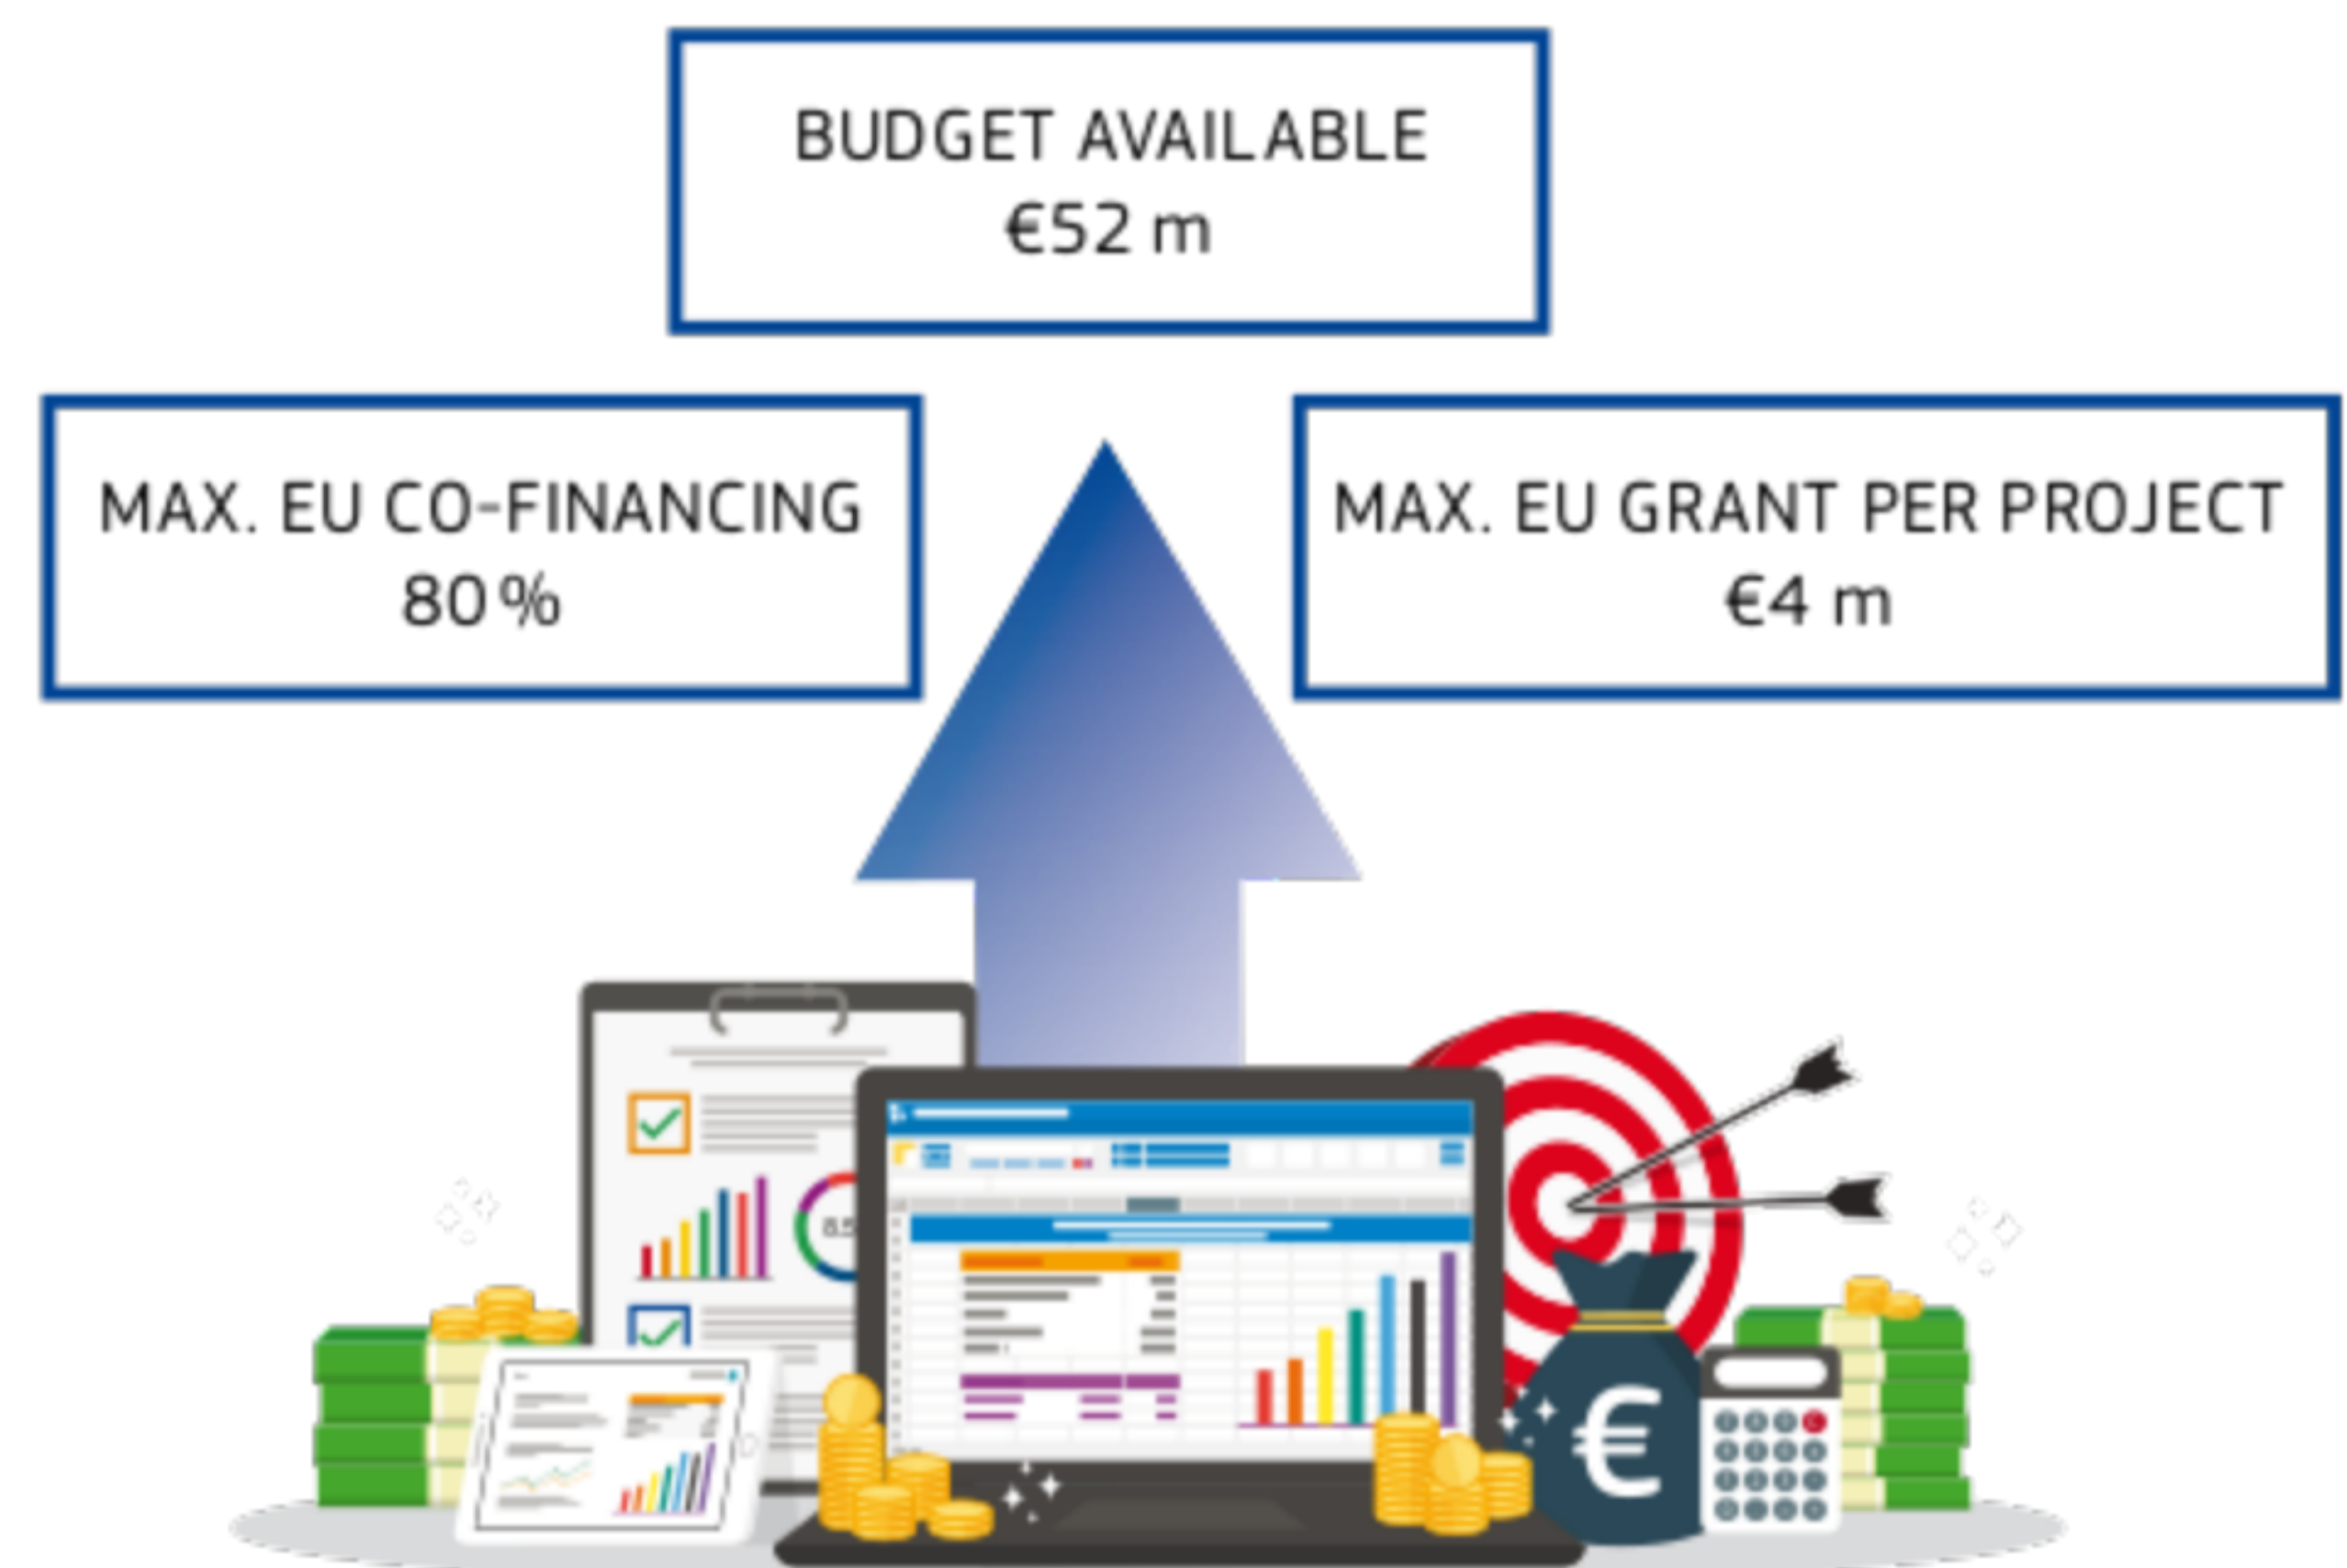 BUDGET AVAILABLE
€52 m
MAX. EU CO-FINANCING
80%
MAX. EU GRANT PER PROJECT
€4 m
€